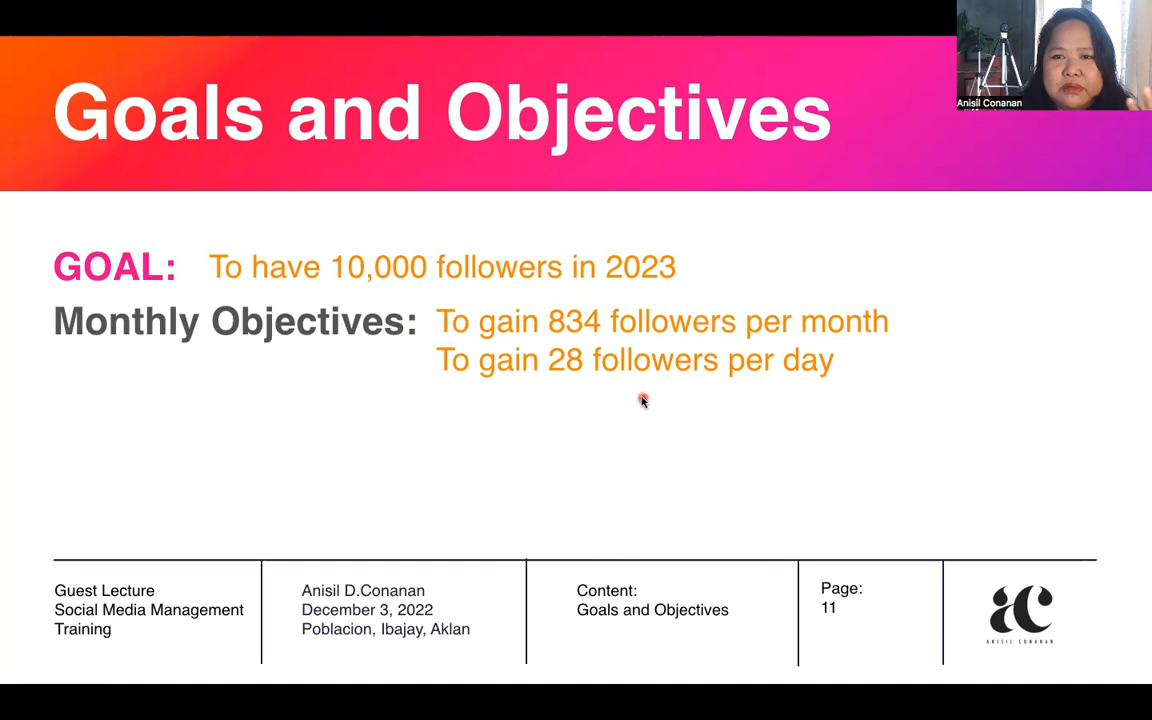 Goals and Objectives
Anisil Conanan
GOAL: To have 10,000 followers in 2023
Monthly Objectives: To gain 834 followers per month
To gain 28 followers per day
Guest Lecture
Social Media Management
Training
Anisil D.Conanan
December 3, 2022
Poblacion, Ibajay, Aklan
Content:
Goals and Objectives
Page:
11
ac
ANISIL CONANAN